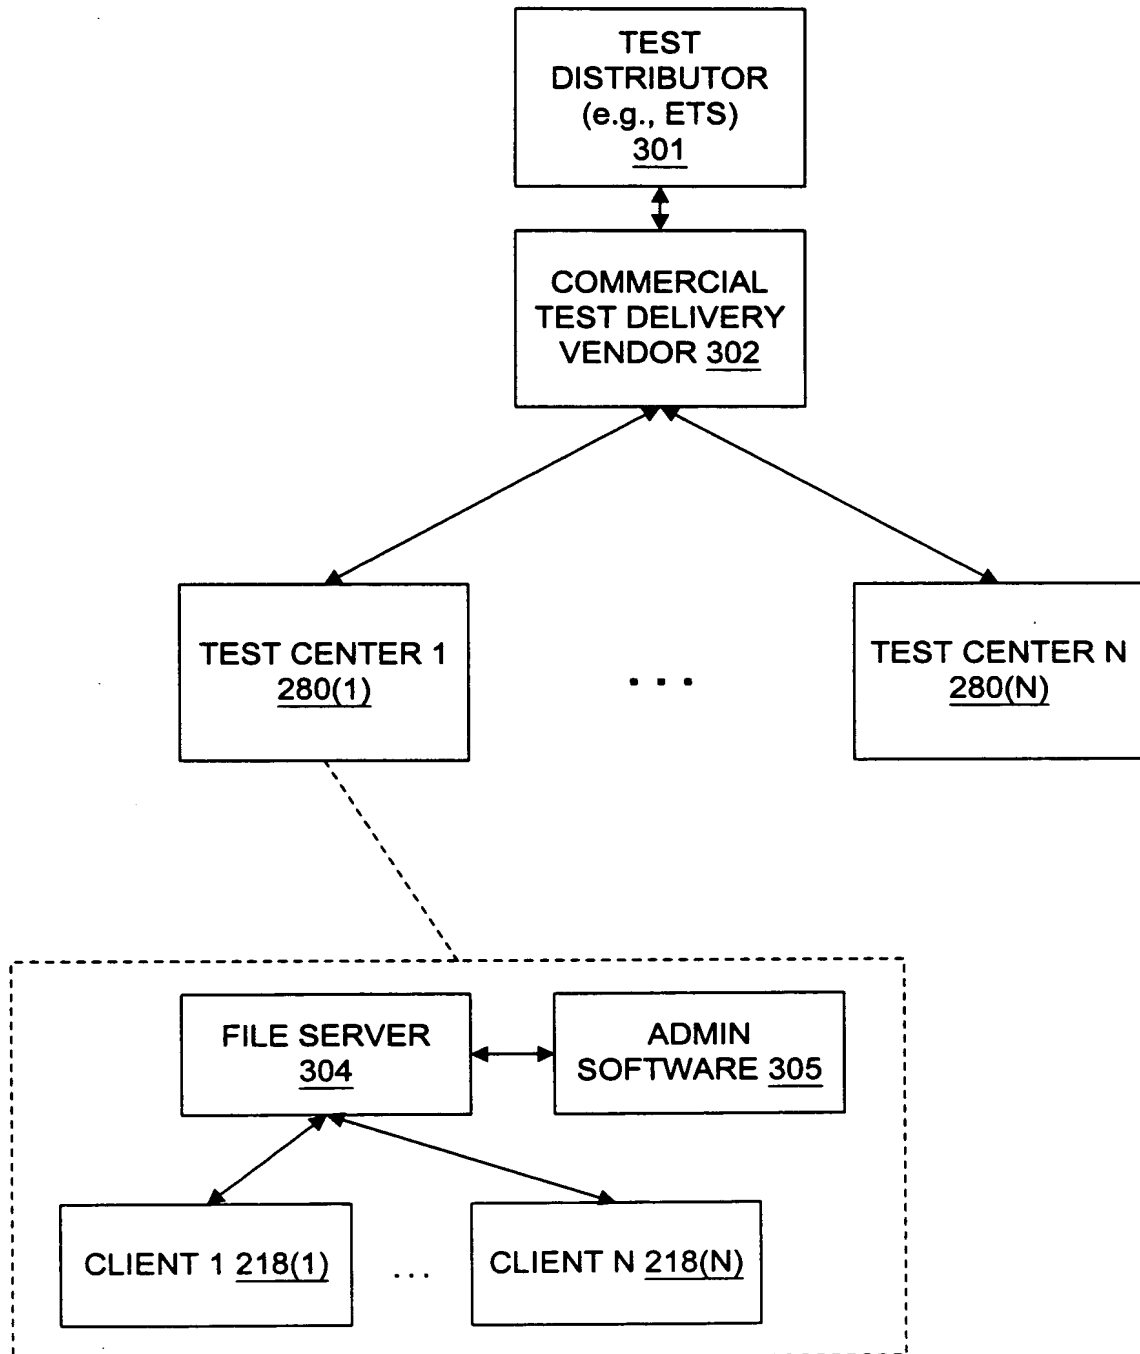 TEST
DISTRIBUTOR
(e.g., ETS)
301
COMMERCIAL
TEST DELIVERY
VENDOR 302
TEST CENTER 1
280(1)
. . .
TEST CENTER N
280(N)
FILE SERVER
304
ADMIN
SOFTWARE 305
CLIENT 1 218(1)
. . .
CLIENT N 218(N)